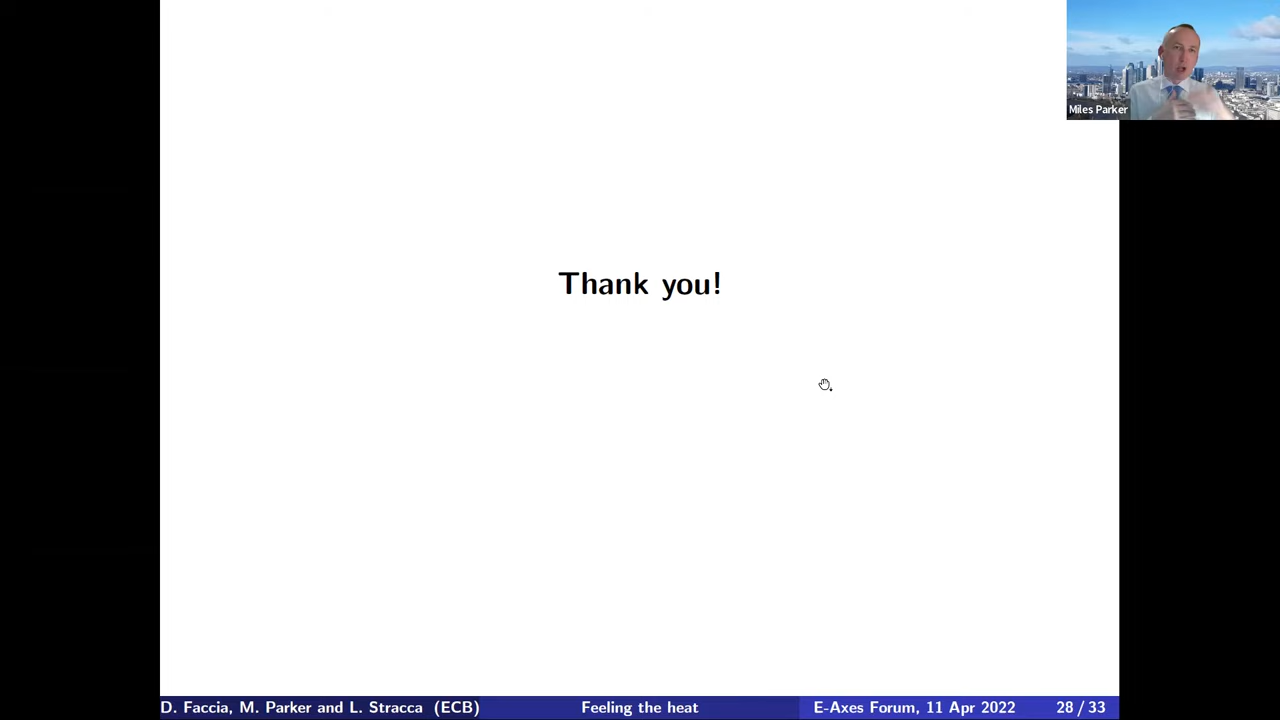 Miles Parker
Thank you!
D. Faccia, M. Parker and L. Stracca (ECB) Feeling the heat E-Axes Forum, 11 Apr 2022 28 / 33